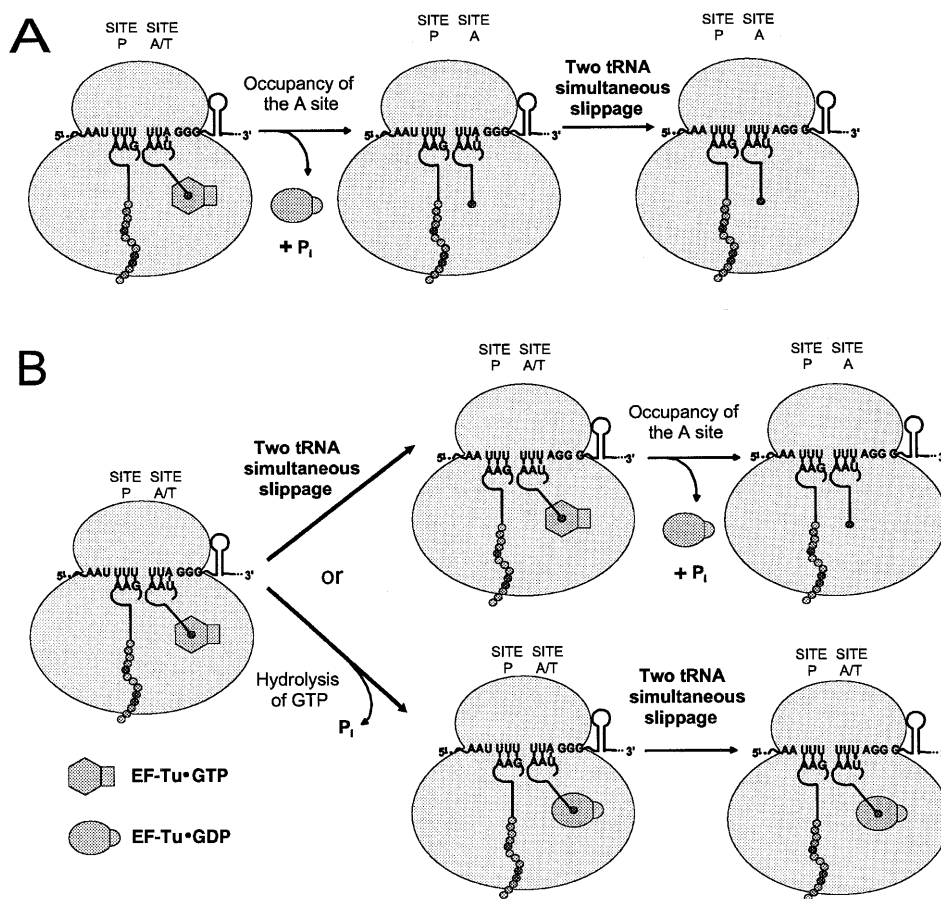 A
SITE SITE
P A/T
5'
AAU UUU UUA GGG
3'
AAG AAU
Occupancy of
the A site
+ Pi
SITE SITE
P A
5'
AAU UUU UUA GGG
3'
AAG AAU
Two tRNA
simultaneous
slippage
SITE SITE
P A
5'
AA UUU UUU AGG G
3'
AAG AAU
B
SITE SITE
P A/T
5'
AAU UUU UUA GGG
3'
AAG AAU
Two tRNA
simultaneous
slippage
or
Hydrolysis
of GTP
Pi
SITE SITE
P A/T
5'
AA UUU UUU AGG G
3'
AAG AAU
Occupancy of
the A site
+ Pi
SITE SITE
P A
5'
AA UUU UUU AGG G
3'
AAG AAU
SITE SITE
P A/T
5'
AAU UUU UUA GGG
3'
AAG AAU
Two tRNA
simultaneous
slippage
SITE SITE
P A/T
5'
AA UUU UUU AGG G
3'
AAG AAU
EF-Tu•GTP
EF-Tu•GDP